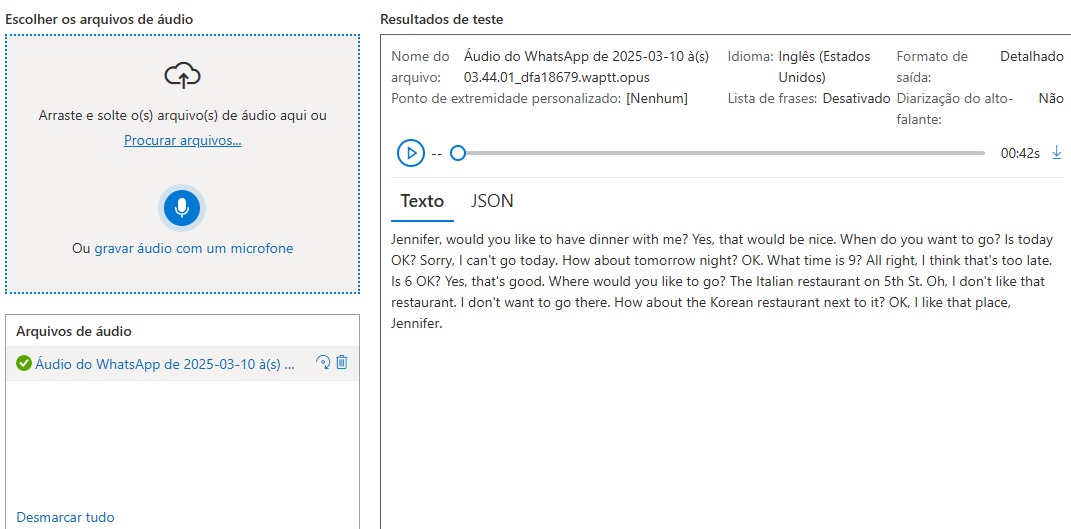 Escolher os arquivos de áudio
Arraste e solte o(s) arquivo(s) de áudio aqui ou
Procurar arquivos...
Ou gravar áudio com um microfone
Arquivos de áudio
Áudio do WhatsApp de 2025-03-10 à(s) ...
Desmarcar tudo
Resultados de teste
Nome do arquivo: Áudio do WhatsApp de 2025-03-10 à(s) 03.44.01_dfa18679.waptt.opus
Idioma: Inglês (Estados Unidos)
Formato de saída: Detalhado
Ponto de extremidade personalizado: [Nenhum]
Lista de frases: Desativado
Diarização do alto-falante: Não
-- 00:42s
Texto JSON
Jennifer, would you like to have dinner with me? Yes, that would be nice. When do you want to go? Is today
OK? Sorry, I can't go today. How about tomorrow night? OK. What time is 9? All right, I think that's too late.
Is 6 OK? Yes, that's good. Where would you like to go? The Italian restaurant on 5th St. Oh, I don't like that
restaurant. I don't want to go there. How about the Korean restaurant next to it? OK, I like that place,
Jennifer.